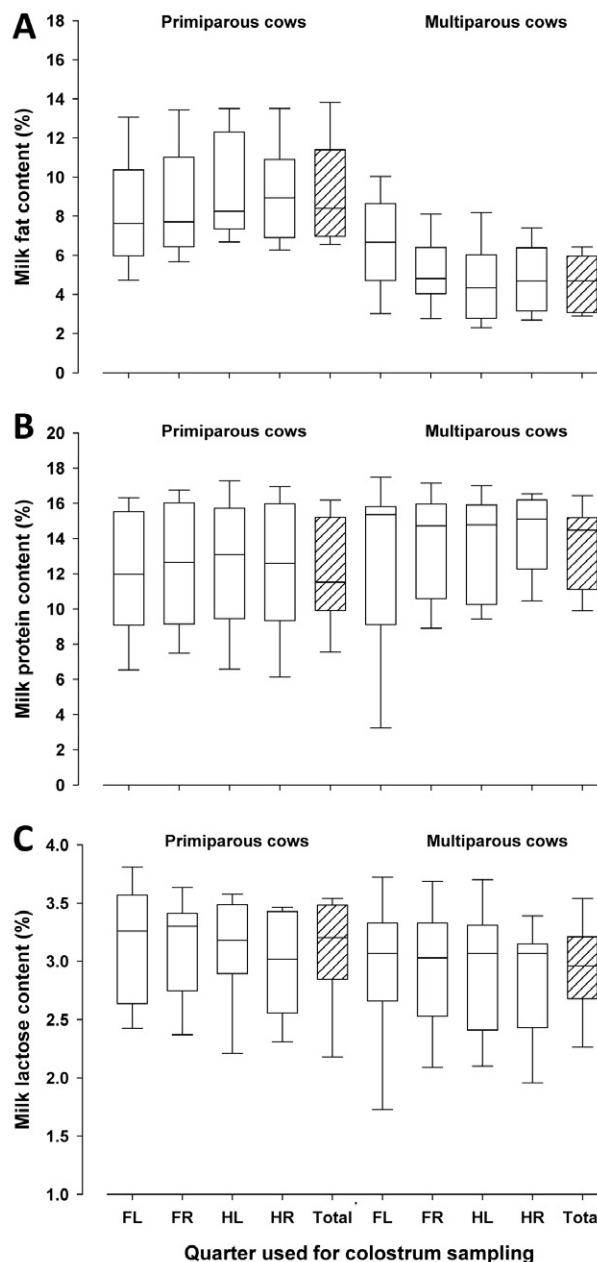 A
Primiparous cows
Multiparous cows
Milk fat content (%)
18
16
14
12
10
8
6
4
2
0
B
Primiparous cows
Multiparous cows
Milk protein content (%)
20
18
16
14
12
10
8
6
4
2
0
C
Primiparous cows
Multiparous cows
Milk lactose content (%)
4.0
3.5
3.0
2.5
2.0
1.5
1.0
FL FR HL HR Total FL FR HL HR Total
Quarter used for colostrum sampling